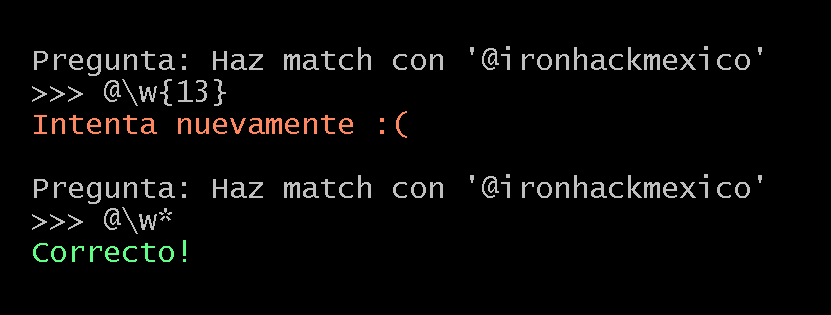 Pregunta: Haz match con '@ironhackmexico'
>>> @\w{13}
Intenta nuevamente :(
Pregunta: Haz match con '@ironhackmexico'
>>> @\w*
Correcto!